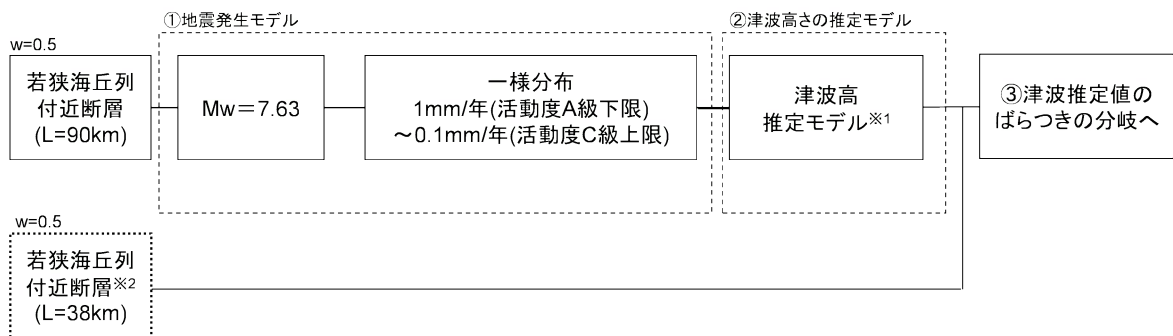 ①地震発生モデル
②津波高さの推定モデル
w=0.5
若狭海丘列
付近断層
(L=90km)
Mw＝7.63
一様分布
1mm/年(活動度A級下限)
～0.1mm/年(活動度C級上限)
津波高
推定モデル※1
③津波推定値の
ばらつきの分岐へ
w=0.5
若狭海丘列
付近断層※2
(L=38km)